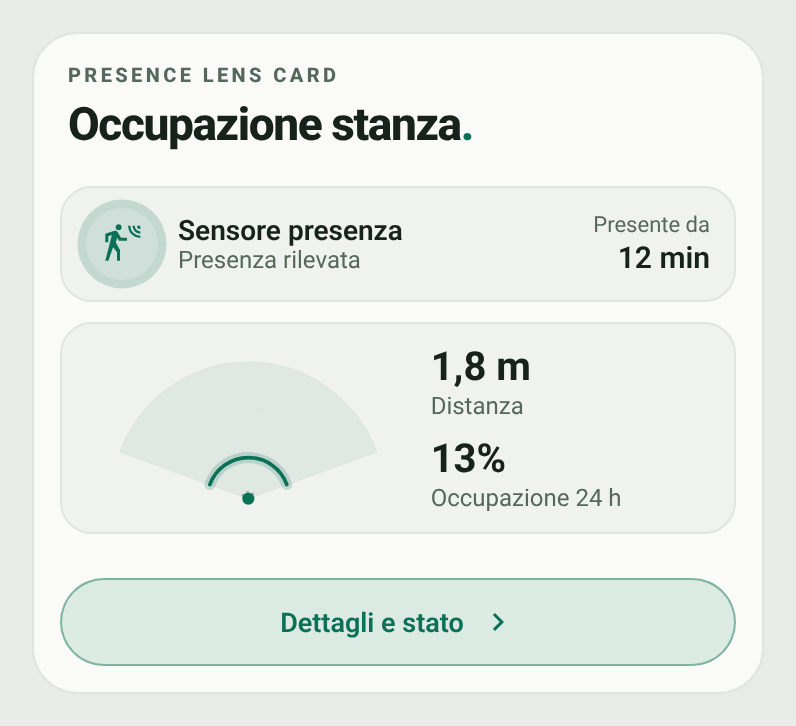 PRESENCE LENS CARD
Occupazione stanza.
Sensore presenza
Presenza rilevata
Presente da
12 min
1,8 m
Distanza
13%
Occupazione 24 h
Dettagli e stato